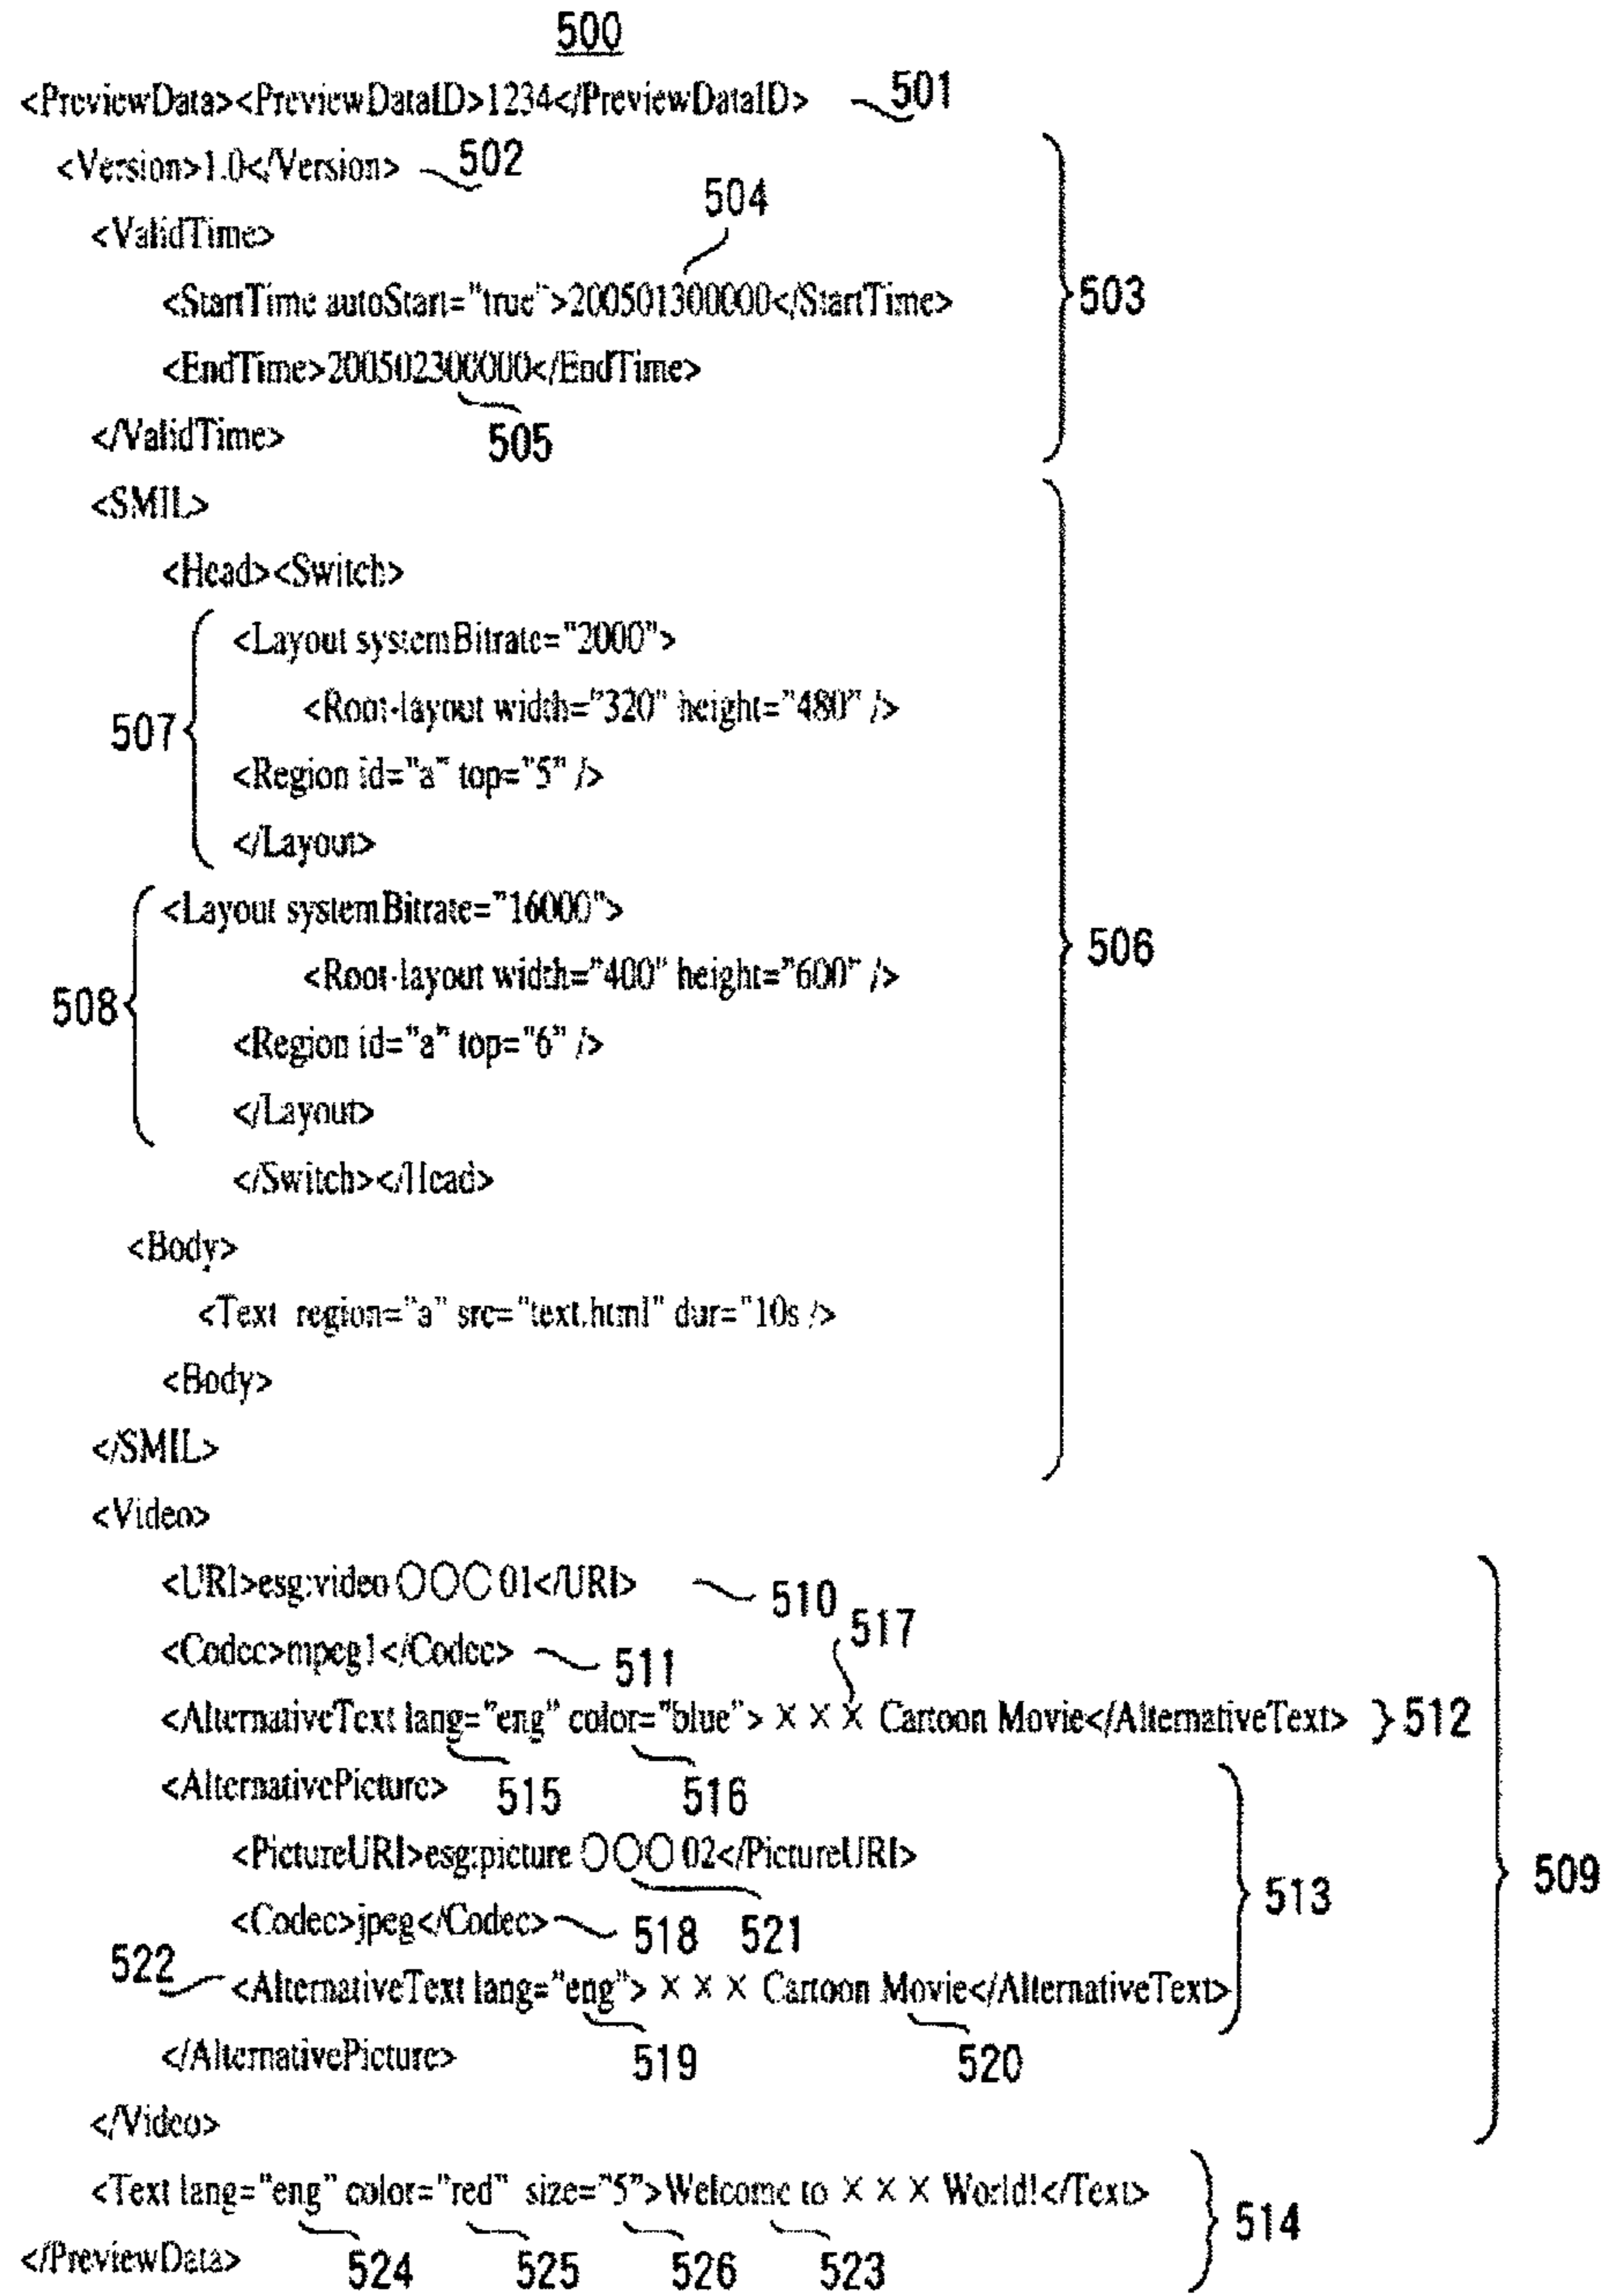 500
<PreviewData><PreviewDataID>1234</PreviewDataID> 501
<Version>1.0</Version> 502
504
<ValidTime>
<StartTime autoStart="true">200501300000</StartTime> 503
<EndTime>200502300000</EndTime>
</ValidTime> 505
<SMIL>
<Head><Switch>
<Layout systemBitrate="2000">
<Root-layout width="320" height="480" />
507
<Region id="a" top="5" />
</Layout>
<Layout systemBitrate="16000">
506
<Root-layout width="400" height="600" />
508
<Region id="a" top="6" />
</Layout>
</Switch></Head>
<Body>
<Text region="a" src="text.html" dur="10s />
<Body>
</SMIL>
<Video>
<URI>esg:video ○○○ 01</URI> 510
517
<Codec>mpeg1</Codec> 511
<AlternativeText lang="eng" color="blue"> × × × Cartoon Movie</AlternativeText> 512
<AlternativePicture> 515 516
<PictureURI>esg:picture ○○○ 02</PictureURI>
513 509
<Codec>jpeg</Codec> 518 521
522 <AlternativeText lang="eng"> × × × Cartoon Movie</AlternativeText>
</AlternativePicture> 519 520
</Video>
<Text lang="eng" color="red" size="5">Welcome to × × × World!</Text>
514
</PreviewData> 524 525 526 523